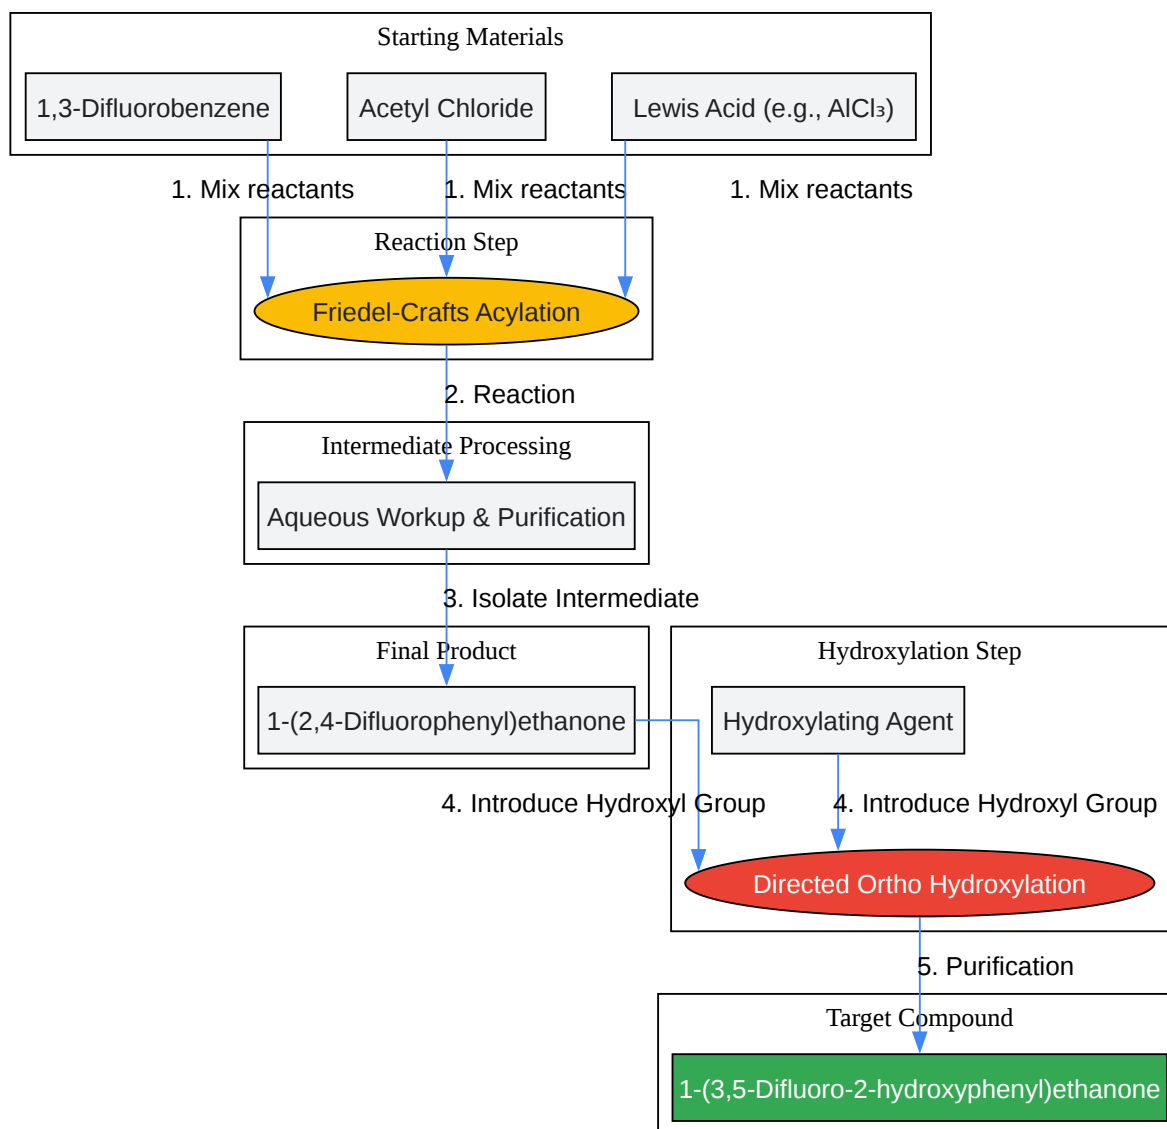 Starting Materials
1,3-Difluorobenzene
Acetyl Chloride
Lewis Acid (e.g., AlCl₃)
1. Mix reactants
1. Mix reactants
1. Mix reactants
Reaction Step
Friedel-Crafts Acylation
2. Reaction
Intermediate Processing
Aqueous Workup & Purification
3. Isolate Intermediate
Final Product
Hydroxylation Step
1-(2,4-Difluorophenyl)ethanone
Hydroxylating Agent
4. Introduce Hydroxyl Group
4. Introduce Hydroxyl Group
Directed Ortho Hydroxylation
5. Purification
Target Compound
1-(3,5-Difluoro-2-hydroxyphenyl)ethanone